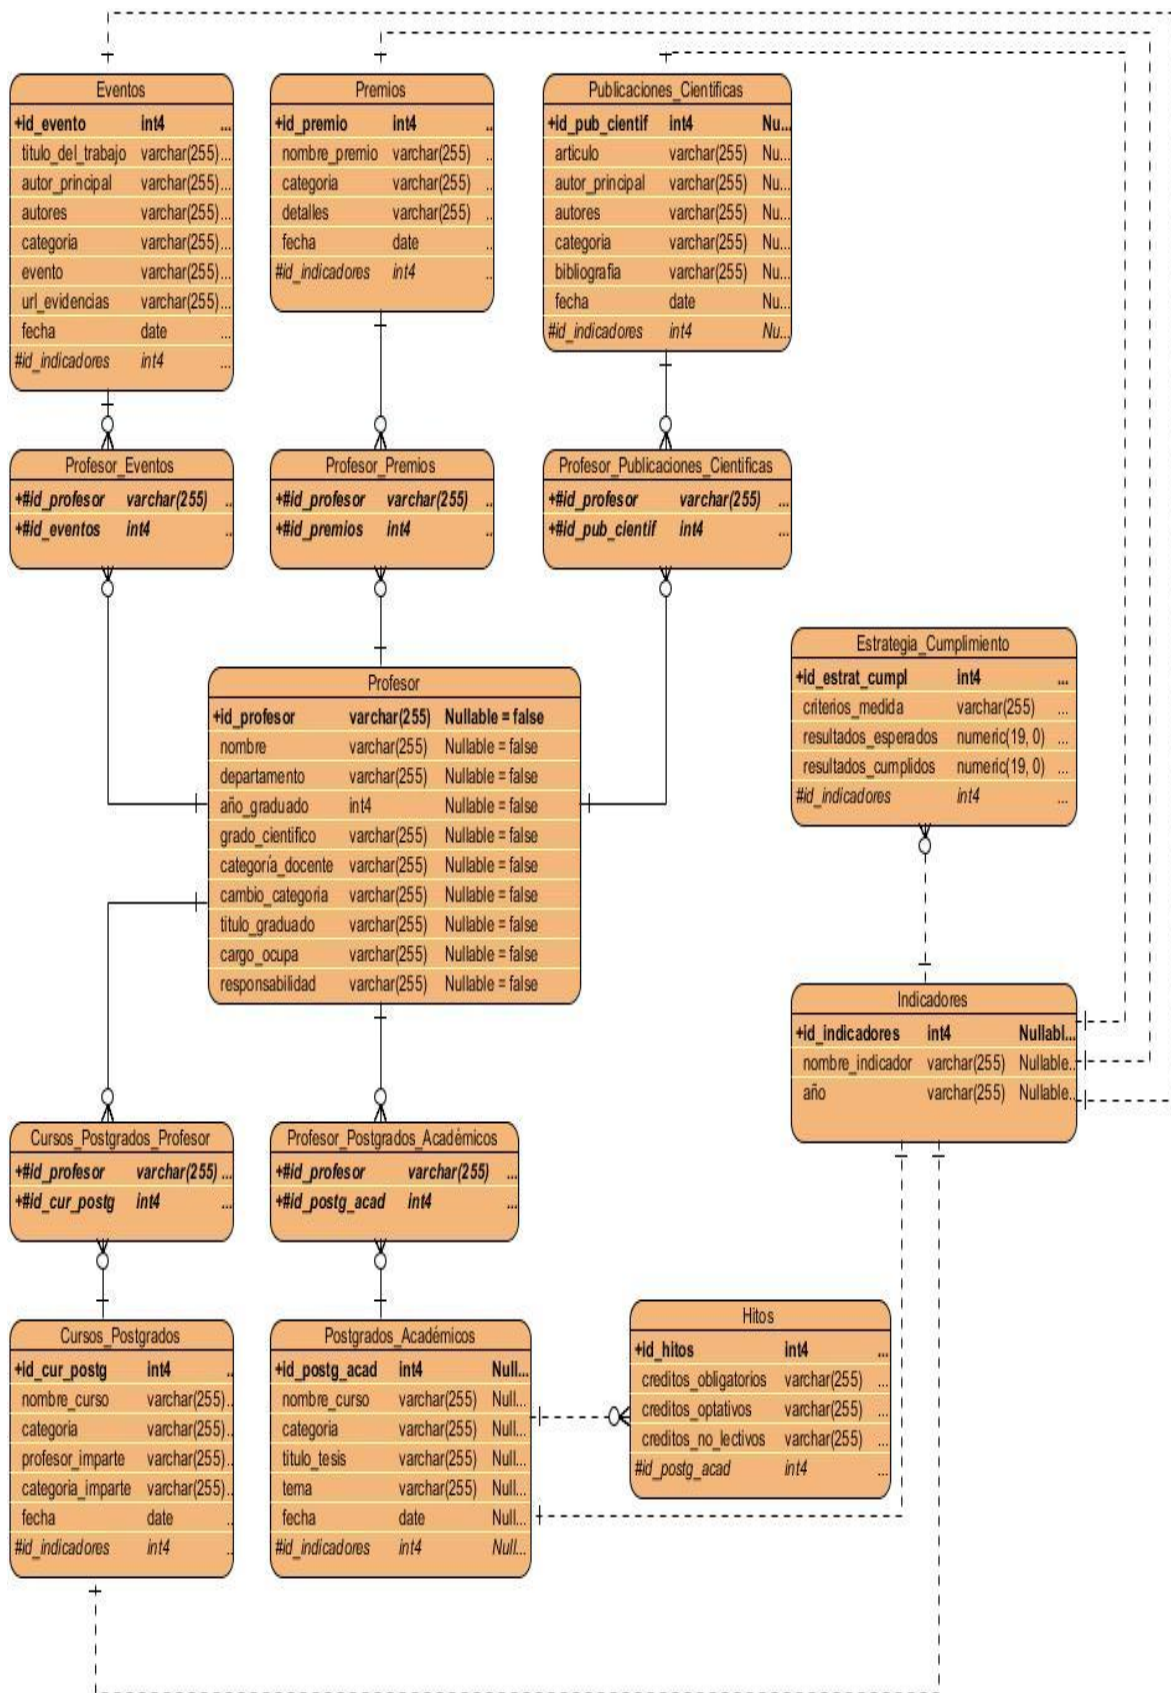 Eventos
+id_evento int4 ...
titulo_del_trabajo varchar(255)...
autor_principal varchar(255)...
autores varchar(255)...
categoria varchar(255)...
evento varchar(255)...
url_evidencias varchar(255)...
fecha date ...
#id_indicadores int4 ...
Premios
+id_premio int4 ..
nombre_premio varchar(255) ..
categoria varchar(255) ..
detalles varchar(255) ..
fecha date ..
#id_indicadores int4 ..
Publicaciones_Cientificas
+id_pub_cientif int4 Nu...
articulo varchar(255) Nu...
autor_principal varchar(255) Nu...
autores varchar(255) Nu...
categoria varchar(255) Nu...
bibliografia varchar(255) Nu...
fecha date Nu...
#id_indicadores int4 Nu...
Profesor_Eventos
+#id_profesor varchar(255) ..
+#id_eventos int4 ..
Profesor_Premios
+#id_profesor varchar(255) ..
+#id_premios int4 ..
Profesor_Publicaciones_Cientificas
+#id_profesor varchar(255) ...
+#id_pub_cientif int4 ...
Estrategia_Cumplimiento
+id_estrat_cumpl int4 ...
criterios_medida varchar(255) ...
resultados_esperados numeric(19, 0) ...
resultados_cumplidos numeric(19, 0) ...
#id_indicadores int4 ...
Profesor
+id_profesor varchar(255) Nullable = false
nombre varchar(255) Nullable = false
departamento varchar(255) Nullable = false
año_graduado int4 Nullable = false
grado_cientifico varchar(255) Nullable = false
categoría_docente varchar(255) Nullable = false
cambio_categoria varchar(255) Nullable = false
titulo_graduado varchar(255) Nullable = false
cargo_ocupa varchar(255) Nullable = false
responsabilidad varchar(255) Nullable = false
Indicadores
+id_indicadores int4 Nullabl...
nombre_indicador varchar(255) Nullable..
año varchar(255) Nullable..
Cursos_Postgrados_Profesor
+#id_profesor varchar(255) ...
+#id_cur_postg int4 ...
Profesor_Postgrados_Académicos
+#id_profesor varchar(255) ...
+#id_postg_acad int4 ...
Cursos_Postgrados
+id_cur_postg int4 ..
nombre_curso varchar(255)..
categoria varchar(255)..
profesor_imparte varchar(255)..
categoria_imparte varchar(255)..
fecha date ..
#id_indicadores int4 ..
Postgrados_Académicos
+id_postg_acad int4 Null...
nombre_curso varchar(255) Null...
categoria varchar(255) Null...
titulo_tesis varchar(255) Null...
tema varchar(255) Null...
fecha date Null...
#id_indicadores int4 Null...
Hitos
+id_hitos int4 ...
creditos_obligatorios varchar(255) ...
creditos_optativos varchar(255) ...
creditos_no_lectivos varchar(255) ...
#id_postg_acad int4 ...